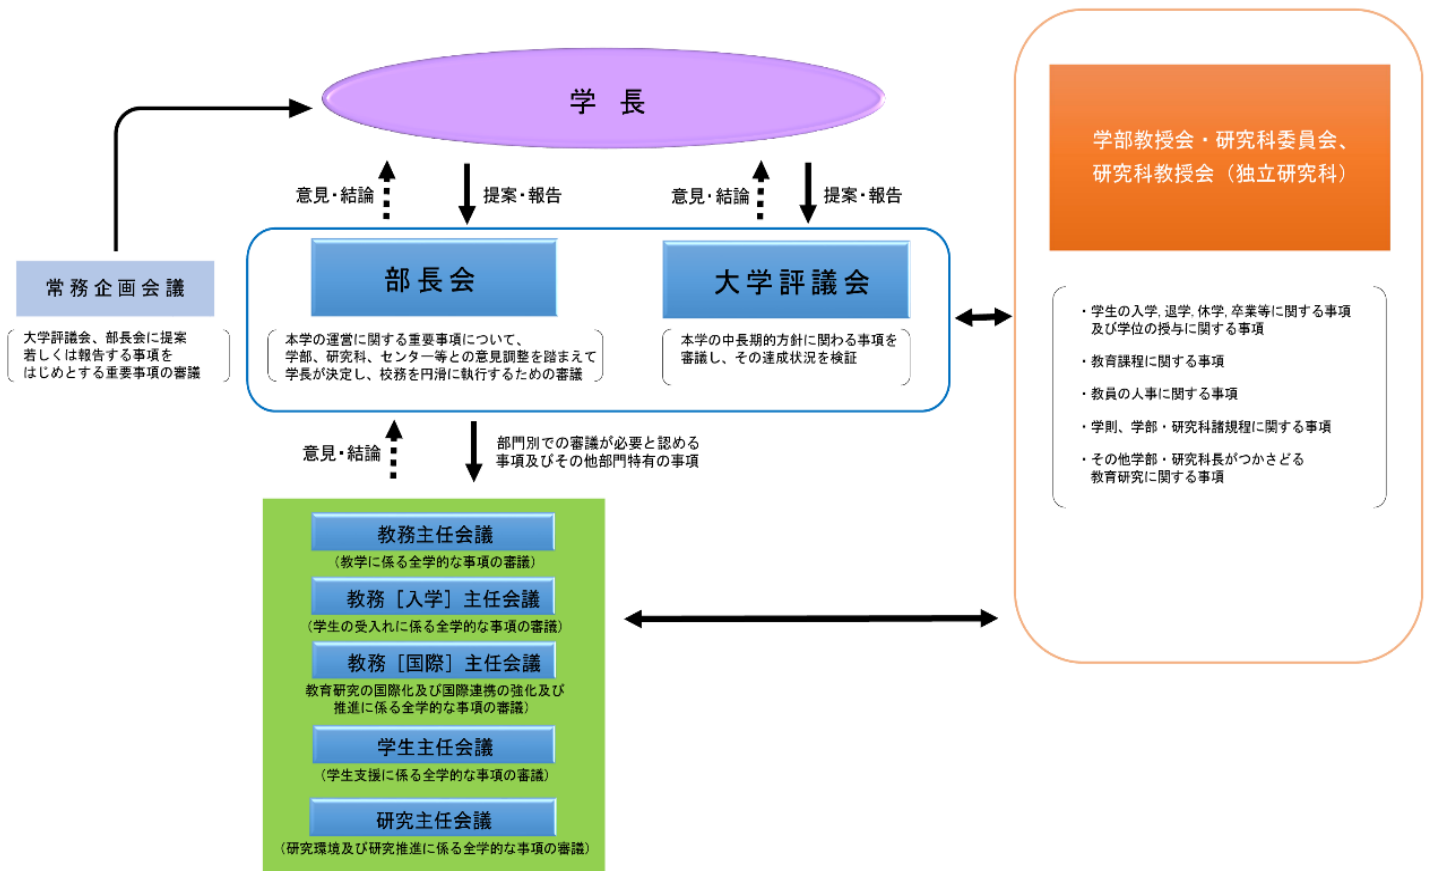 学 長
意見・結論
提案・報告
意見・結論
提案・報告
常務企画会議
大学評議会、部長会に提案
若しくは報告する事項を
はじめとする重要事項の審議
部長会
本学の運営に関する重要事項について、
学部、研究科、センター等との意見調整を踏まえて
学長が決定し、校務を円滑に執行するための審議
大学評議会
本学の中長期的方針に関わる事項を
審議し、その達成状況を検証
意見・結論
部門別での審議が必要と認める
事項及びその他部門特有の事項
教務主任会議
（教学に係る全学的な事項の審議）
教務［入学］主任会議
（学生の受入れに係る全学的な事項の審議）
教務［国際］主任会議
教育研究の国際化及び国際連携の強化及び
推進に係る全学的な事項の審議）
学生主任会議
（学生支援に係る全学的な事項の審議）
研究主任会議
（研究環境及び研究推進に係る全学的な事項の審議）
学部教授会・研究科委員会、
研究科教授会（独立研究科）
・学生の入学, 退学, 休学, 卒業等に関する事項
及び学位の授与に関する事項
・教育課程に関する事項
・教員の人事に関する事項
・学則、学部・研究科諸規程に関する事項
・その他学部・研究科長がつかさどる
教育研究に関する事項